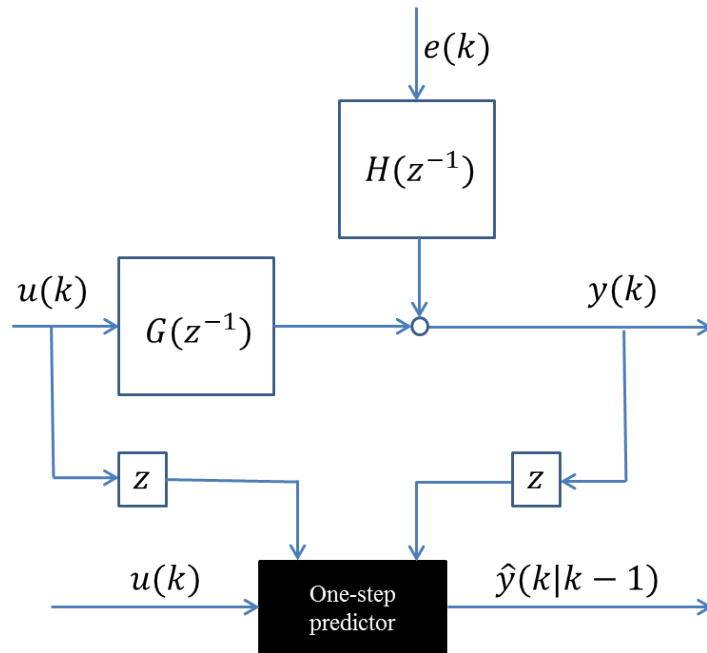 e(k)
H(z⁻¹)
u(k)
G(z⁻¹)
y(k)
z
z
u(k)
One-step
predictor
ŷ(k|k − 1)